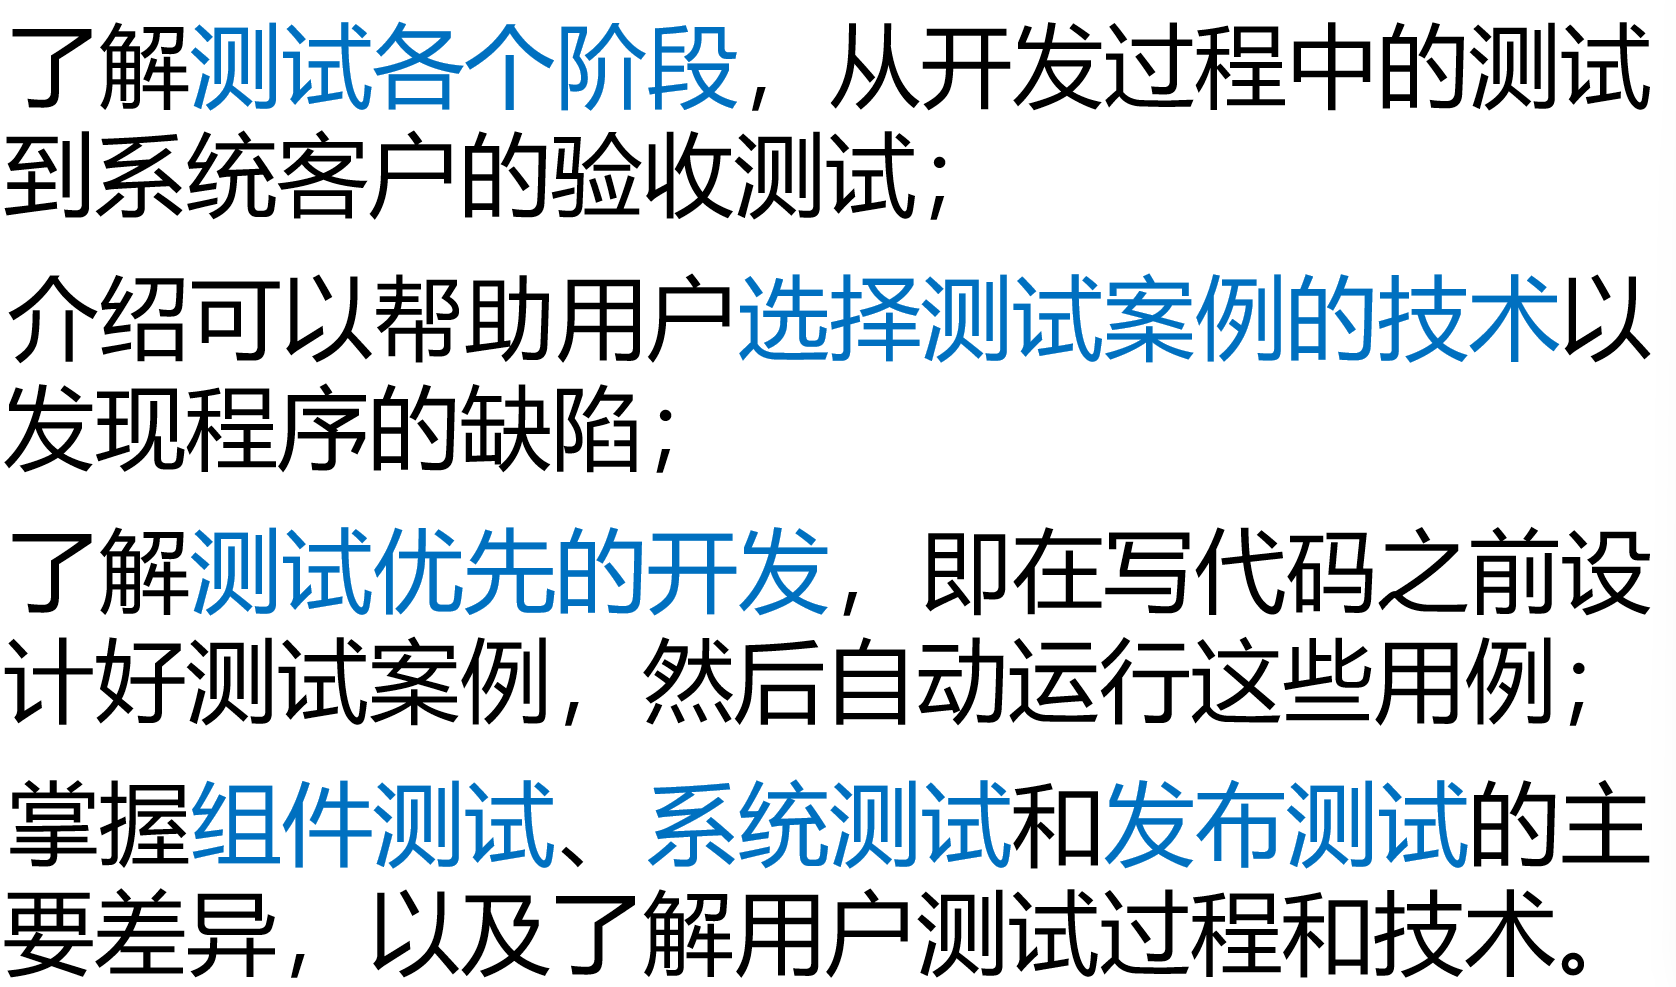 了解测试各个阶段，从开发过程中的测试
到系统客户的验收测试；
介绍可以帮助用户选择测试案例的技术以
发现程序的缺陷；
了解测试优先的开发，即在写代码之前设
计好测试案例，然后自动运行这些用例；
掌握组件测试、系统测试和发布测试的主
要差异，以及了解用户测试过程和技术。